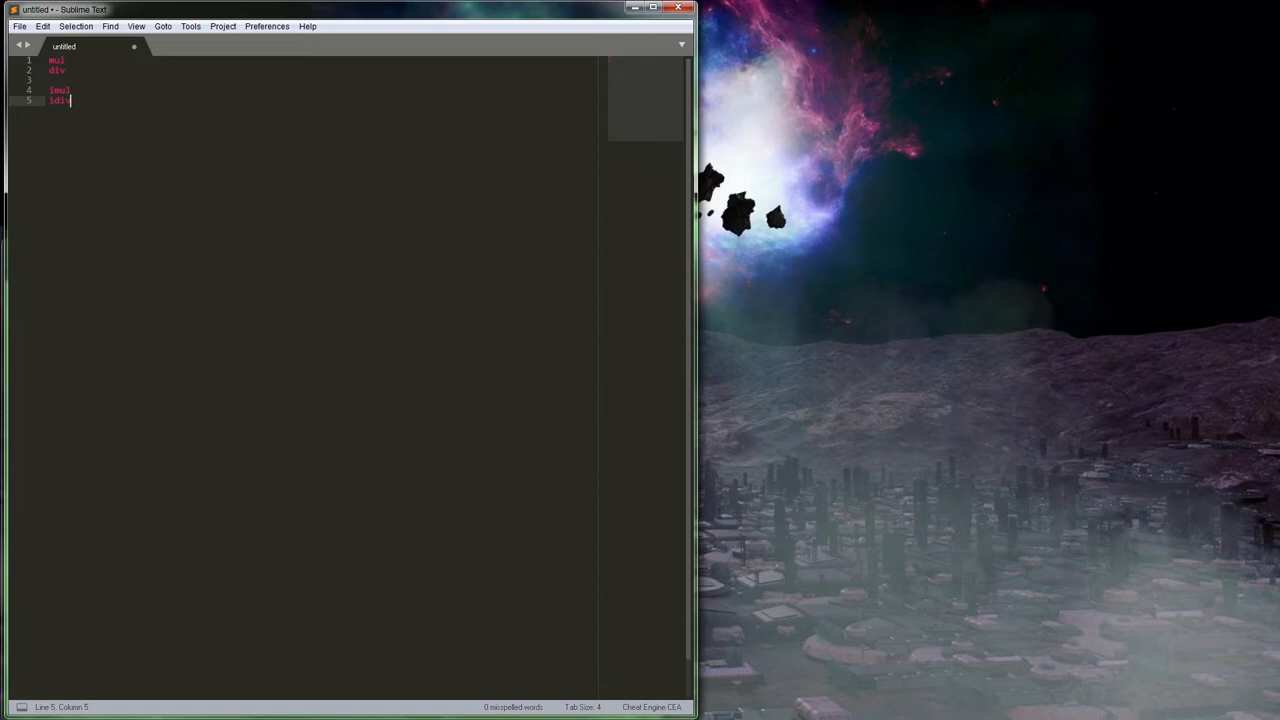 untitled • - Sublime Text
File Edit Selection Find View Goto Tools Project Preferences Help
untitled
1 mul
2 div
3
4 imul
5 idiv
Line 5, Column 5 0 misspelled words Tab Size: 4 Cheat Engine CEA